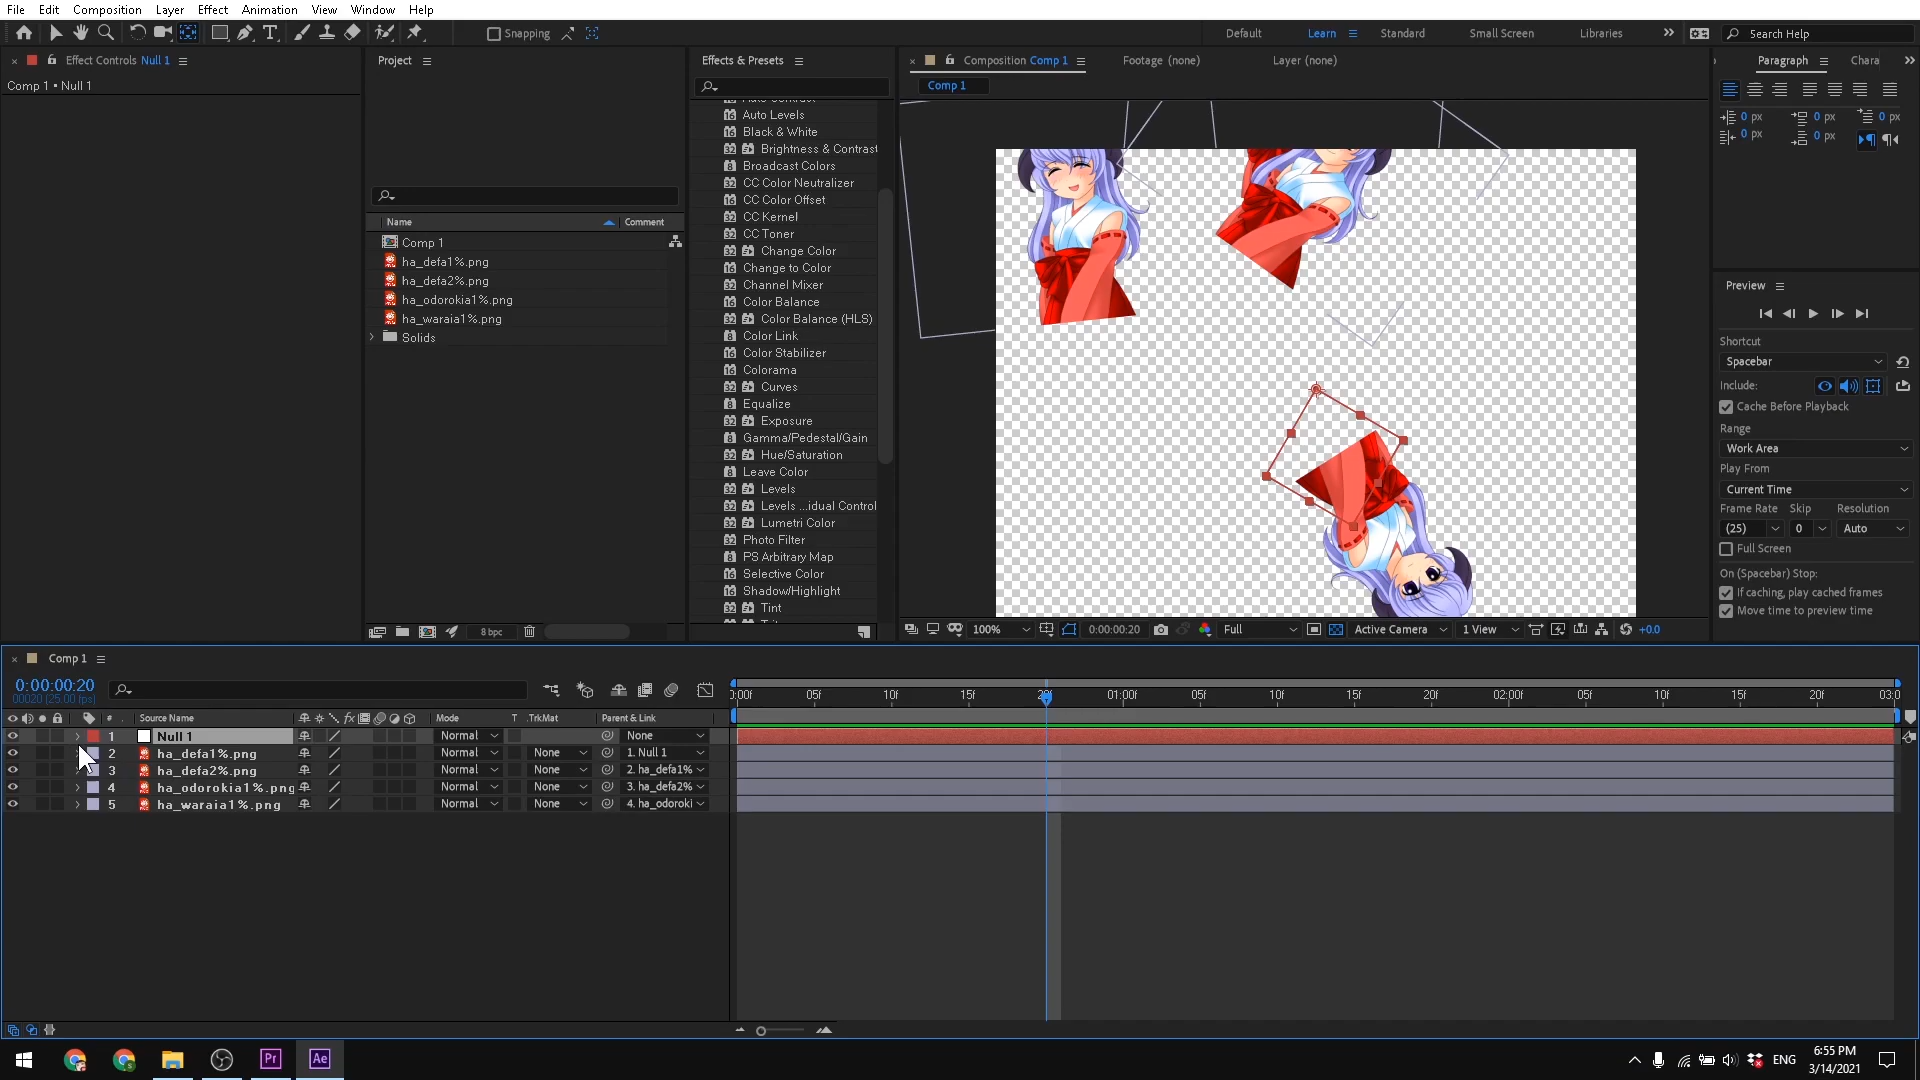 File Edit Composition Layer Effect Animation View Window Help
Snapping
Default Learn Standard Small Screen Libraries Search Help
Effect Controls Null 1
Comp 1 • Null 1
Project
Name Comment
Comp 1
ha_defa1%.png
ha_defa2%.png
ha_odorokia1%.png
ha_waraia1%.png
Solids
8 bpc
Effects & Presets
Auto Levels
Black & White
Brightness & Contrast
Broadcast Colors
CC Color Neutralizer
CC Color Offset
CC Kernel
CC Toner
Change Color
Change to Color
Channel Mixer
Color Balance
Color Balance (HLS)
Color Link
Color Stabilizer
Colorama
Curves
Equalize
Exposure
Gamma/Pedestal/Gain
Hue/Saturation
Leave Color
Levels
Levels ...idual Control
Lumetri Color
Photo Filter
PS Arbitrary Map
Selective Color
Shadow/Highlight
Tint
Composition Comp 1 Footage (none) Layer (none)
Comp 1
100% 0:00:00:20 Full Active Camera 1 View +0.0
Paragraph Chara
0 px 0 px 0 px
0 px 0 px
Preview
Shortcut
Spacebar
Include:
Cache Before Playback
Range
Work Area
Play From
Current Time
Frame Rate Skip Resolution
(25) 0 Auto
Full Screen
On (Spacebar) Stop:
If caching, play cached frames
Move time to preview time
Comp 1
0:00:00:20
00020 (25.00 fps)
0:00f 05f 10f 15f 20f 01:00f 05f 10f 15f 20f 02:00f 05f 10f 15f 20f 03:0
# Source Name Mode T .TrkMat Parent & Link
1 Null 1 Normal None
2 ha_defa1%.png Normal None 1. Null 1
3 ha_defa2%.png Normal None 2. ha_defa1%
4 ha_odorokia1%.png Normal None 3. ha_defa2%
5 ha_waraia1%.png Normal None 4. ha_odoroki
Pr Ae ENG 6:55 PM
3/14/2021